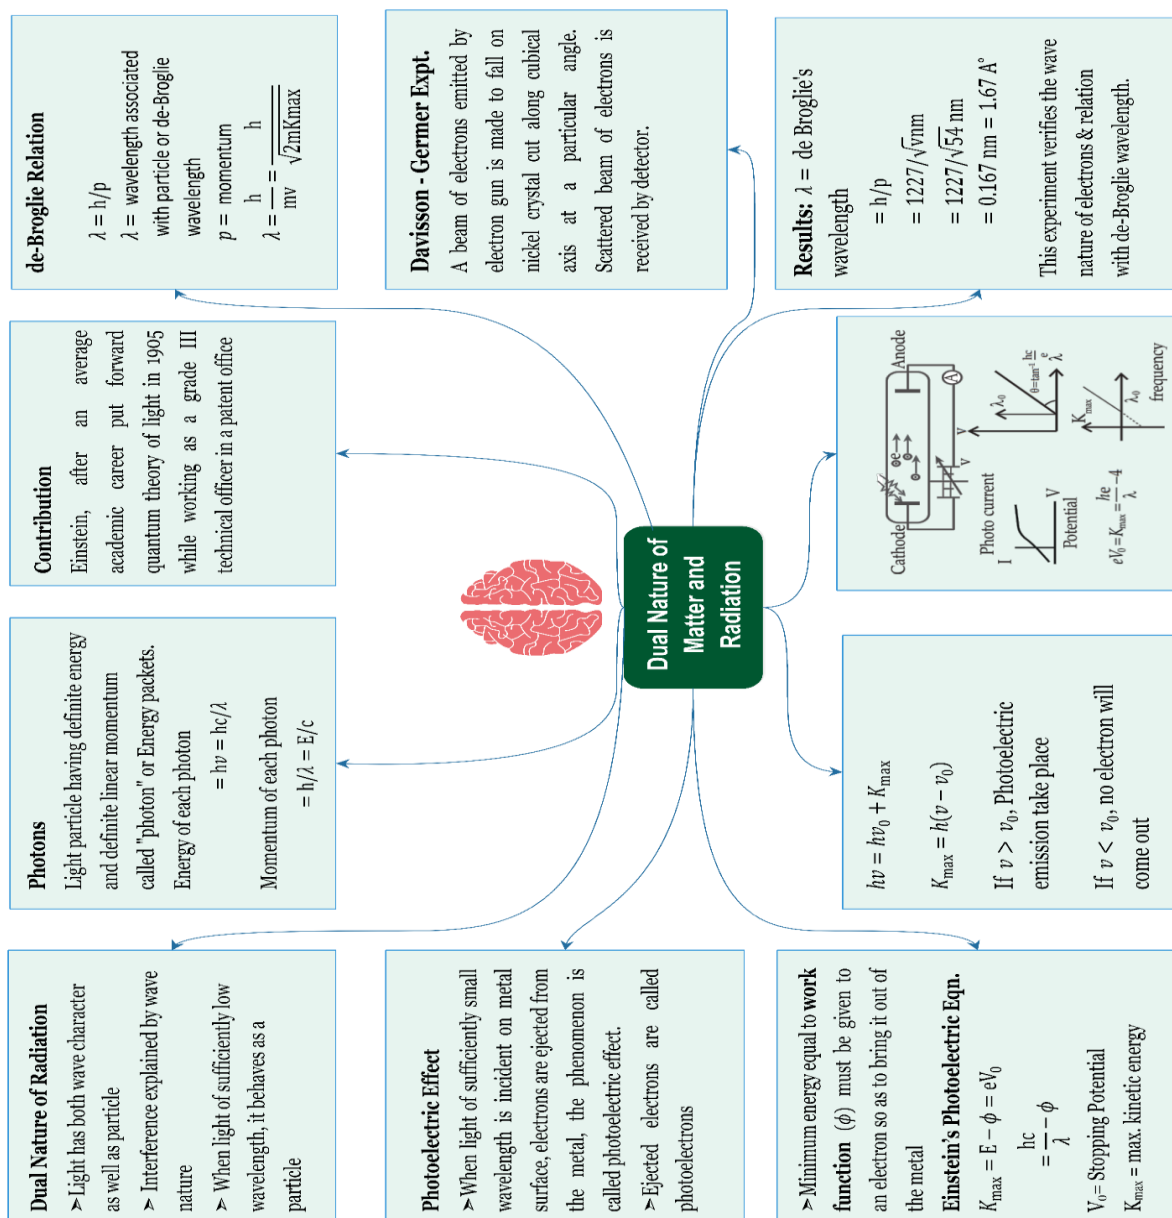 Dual Nature of Radiation
➢ Light has both wave character
as well as particle
➢ Interference explained by wave
nature
➢ When light of sufficiently low
wavelength, it behaves as a
particle
Photons
Light particle having definite energy
and definite linear momentum
called "photon" or Energy packets.
Energy of each photon
= hν = hc/λ
Momentum of each photon
= h/λ = E/c
Contribution
Einstein, after an average
academic career put forward
quantum theory of light in 1905
while working as a grade III
technical officer in a patent office
de-Broglie Relation
λ = h/p
λ = wavelength associated
with particle or de-Broglie
wavelength
p = momentum
λ = h/mv = h/√2mKmax
Photoelectric Effect
➢ When light of sufficiently small
wavelength is incident on metal
surface, electrons are ejected from
the metal, the phenomenon is
called photoelectric effect.
➢ Ejected electrons are called
photoelectrons
Dual Nature of
Matter and
Radiation
Davisson - Germer Expt.
A beam of electrons emitted by
electron gun is made to fall on
nickel crystal cut along cubical
axis at a particular angle.
Scattered beam of electrons is
received by detector.
➢ Minimum energy equal to work
function (ϕ) must be given to
an electron so as to bring it out of
the metal
Einstein's Photoelectric Eqn.
Kmax = E − ϕ = eV0
= hc/λ − ϕ
V0 = Stopping Potential
Kmax = max. kinetic energy
hν = hν0 + Kmax
Kmax = h(ν − ν0)
If ν > ν0, Photoelectric
emission take place
If ν < ν0, no electron will
come out
Cathode
Anode
e
A
V
Photo current
I
V
Potential
V
λ0
θ=tan⁻¹ hc/e
λ
eV0 = Kmax = he/λ −4
Kmax
λ0
frequency
Results: λ = de Broglie's
wavelength
= h/p
= 1227/√vnm
= 1227/√54 nm
= 0.167 nm = 1.67 A°
This experiment verifies the wave
nature of electrons & relation
with de-Broglie wavelength.